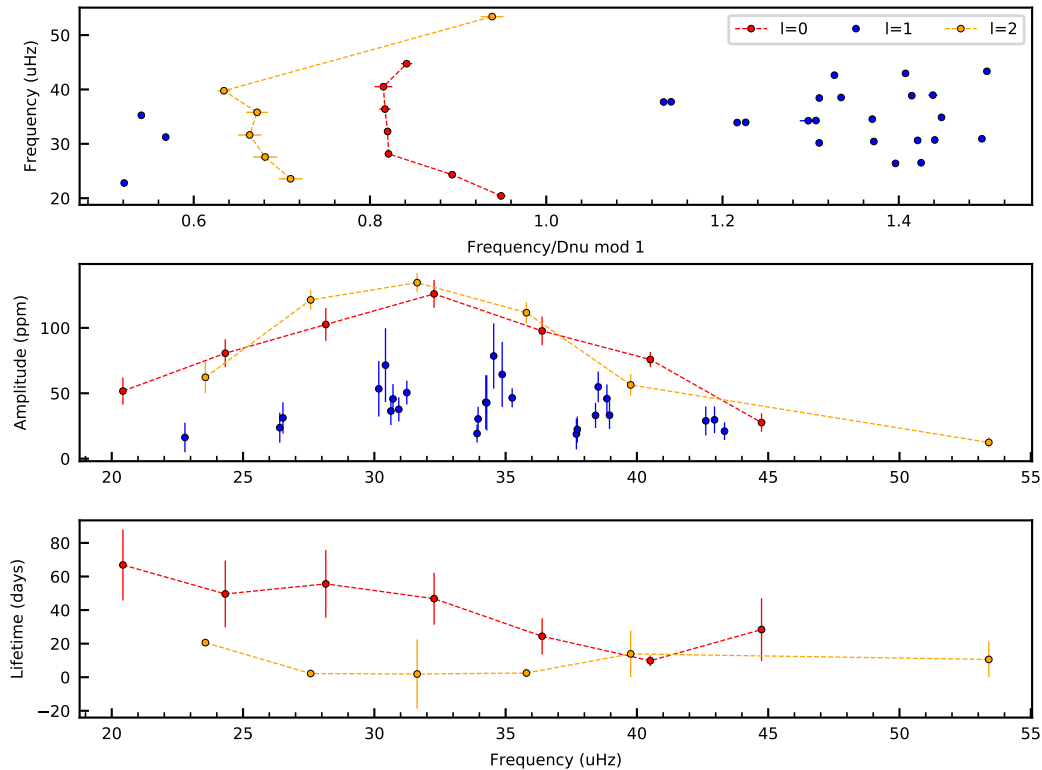 l=0 l=1 l=2
Frequency (uHz)
50
40
30
20
0.6 0.8 1.0 1.2 1.4
Frequency/Dnu mod 1
Amplitude (ppm)
100
50
0
20 25 30 35 40 45 50 55
Lifetime (days)
80
60
40
20
0
−20
20 25 30 35 40 45 50 55
Frequency (uHz)